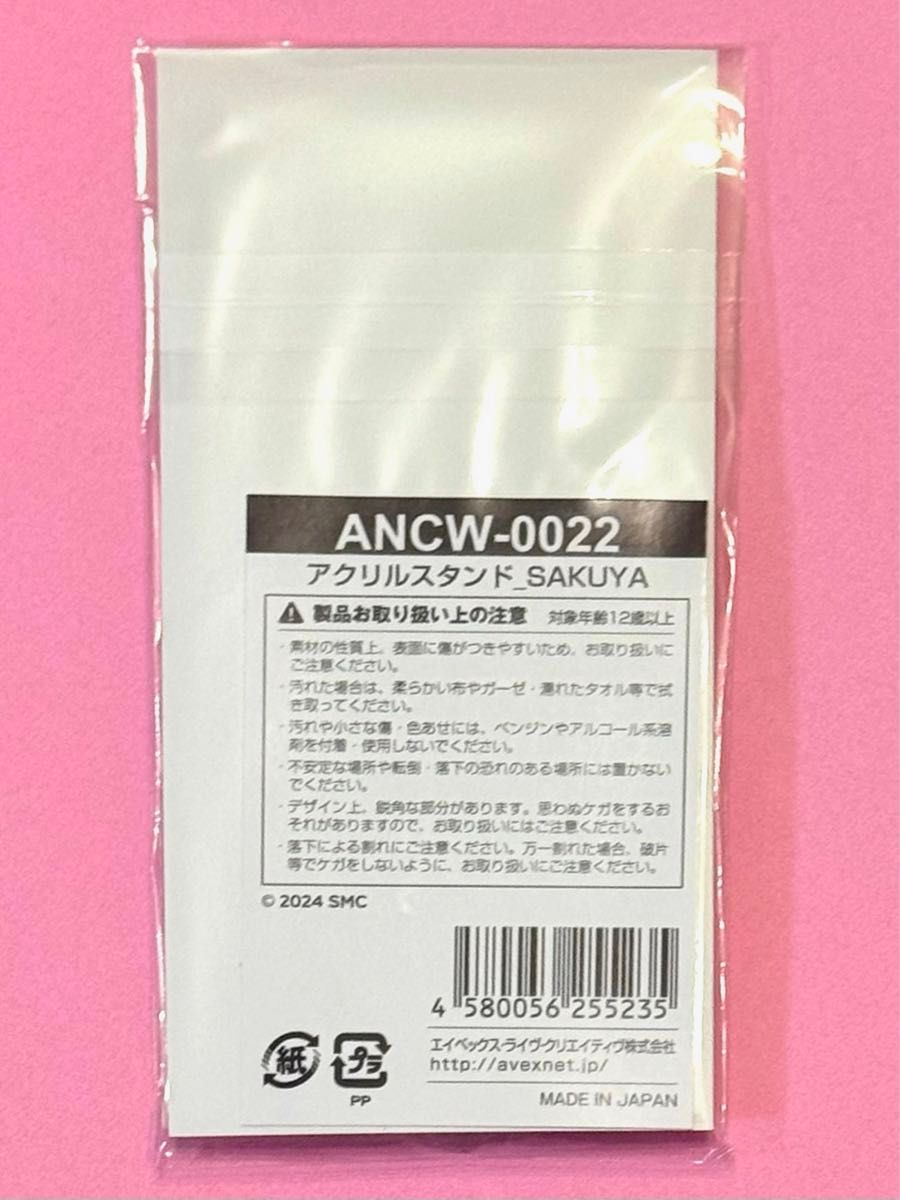 ANCW-0022
アクリルスタンド_SAKUYA
製品お取り扱い上の注意 対象年齢12歳以上
・素材の性質上、表面に傷がつきやすいため、お取り扱いに
ご注意ください。
・汚れた場合は、柔らかい布やガーゼ・濡れたタオル等で拭
き取ってください。
・汚れや小さな傷・色あせには、ベンジンやアルコール系溶
剤を付着・使用しないでください。
・不安定な場所や転倒・落下の恐れのある場所には置かない
でください。
・デザイン上、鋭角な部分があります。思わぬケガをするお
それがありますので、お取り扱いにはご注意ください。
・落下による割れにご注意ください。万一割れた場合、破片
等でケガをしないように、お取り扱いにご注意ください。
© 2024 SMC
4 580056 255235
紙
プラ
PP
エイベックス・ライヴ・クリエイティヴ株式会社
http://avexnet.jp/
MADE IN JAPAN